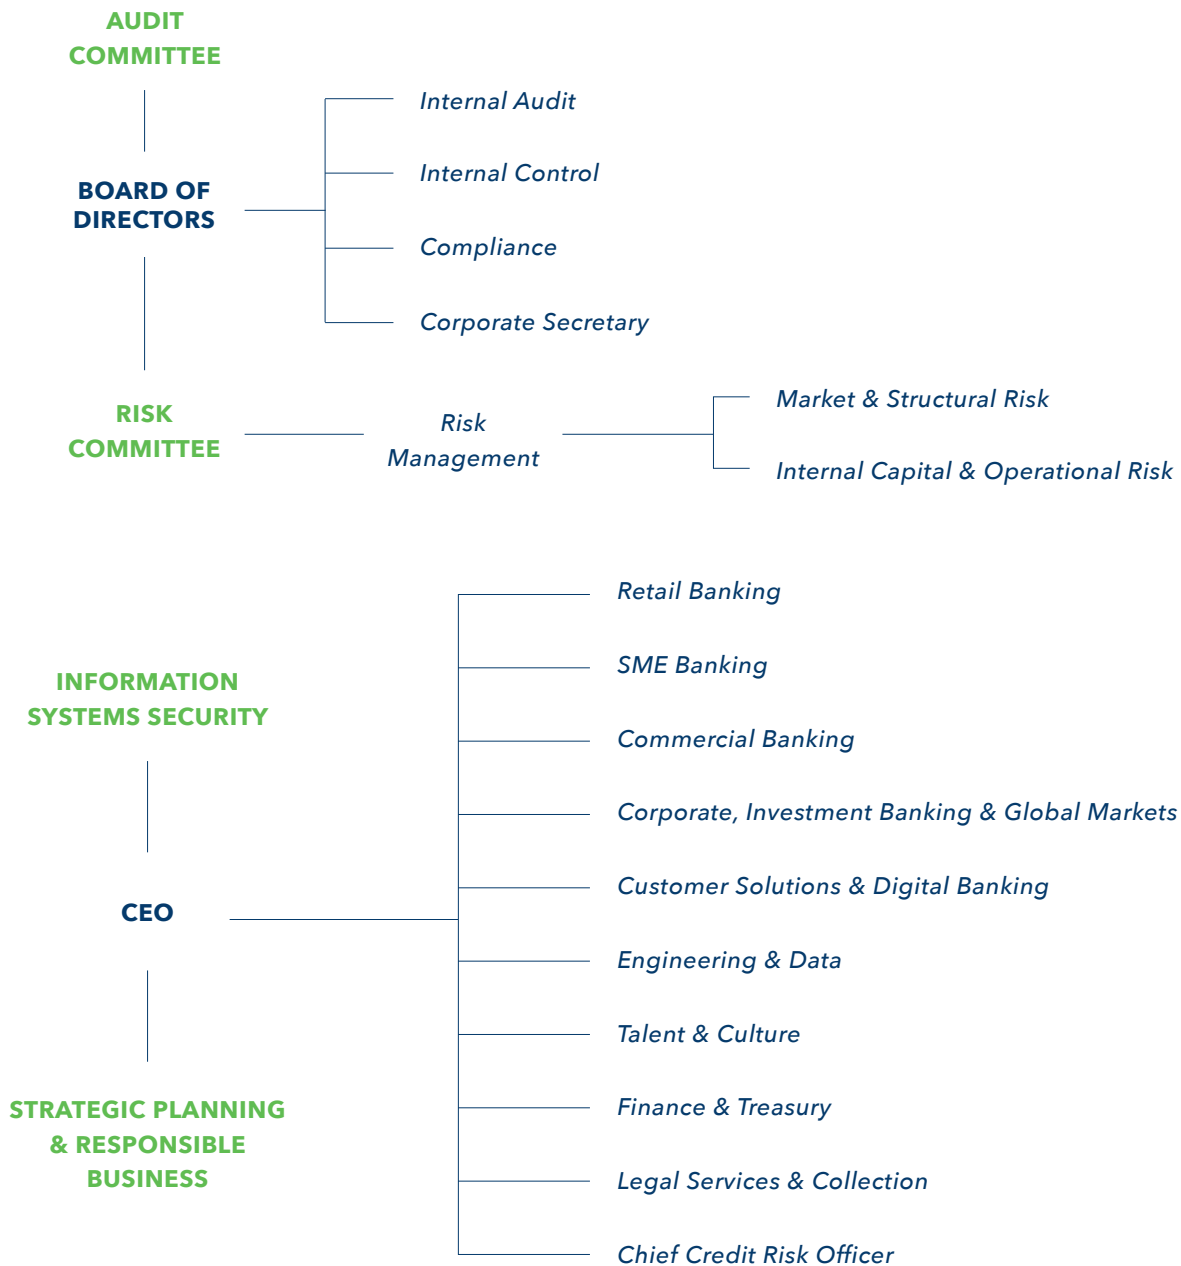 AUDIT
COMMITTEE
Internal Audit
Internal Control
BOARD OF
DIRECTORS
Compliance
Corporate Secretary
RISK
COMMITTEE
Risk
Management
Market & Structural Risk
Internal Capital & Operational Risk
Retail Banking
SME Banking
INFORMATION
SYSTEMS SECURITY
Commercial Banking
Corporate, Investment Banking & Global Markets
Customer Solutions & Digital Banking
CEO
Engineering & Data
Talent & Culture
STRATEGIC PLANNING
& RESPONSIBLE
BUSINESS
Finance & Treasury
Legal Services & Collection
Chief Credit Risk Officer